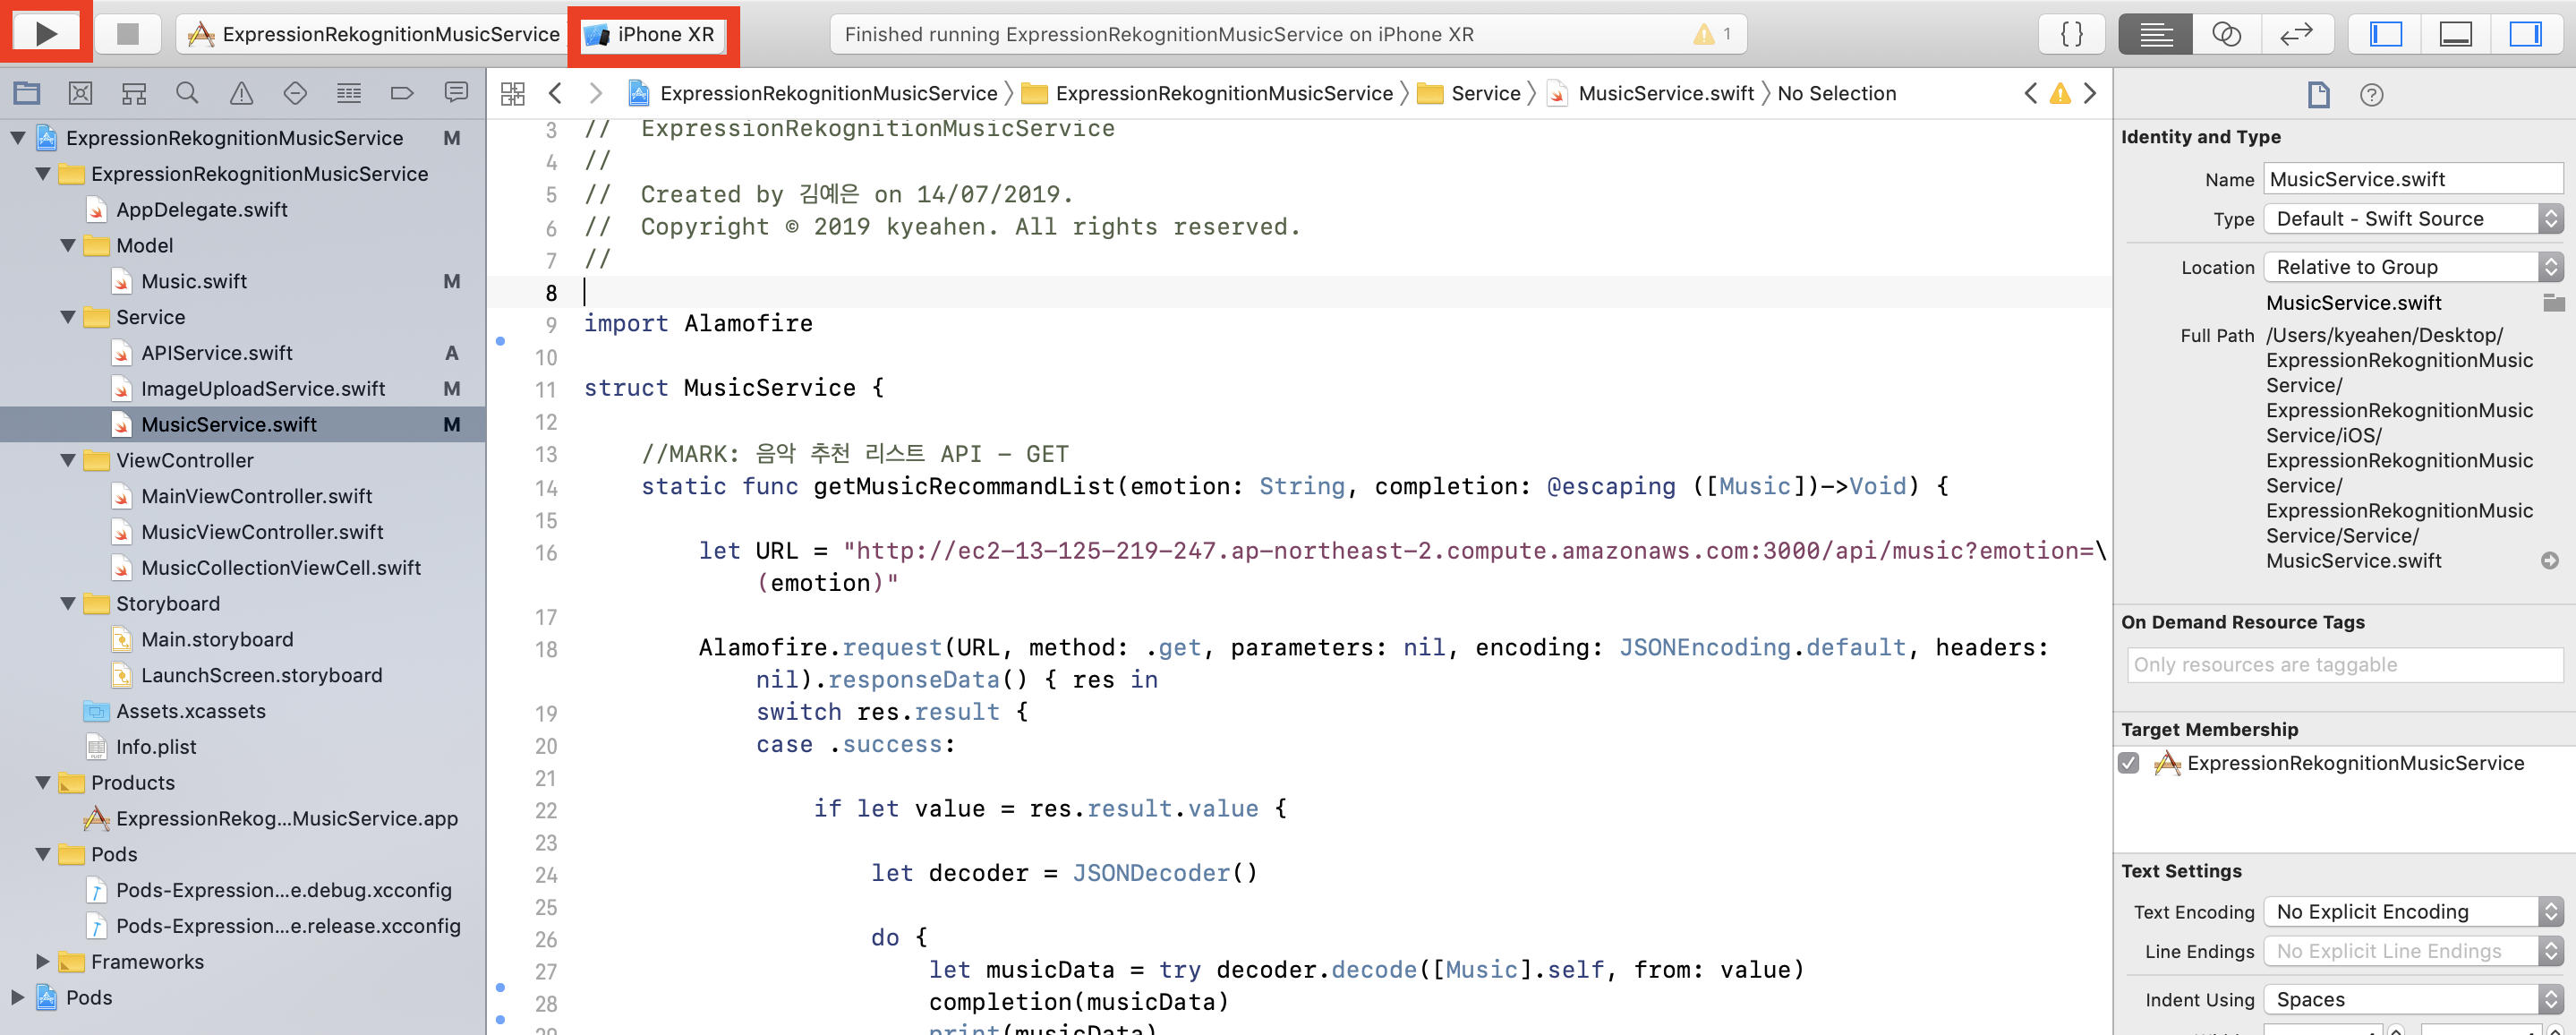 ExpressionRekognitionMusicService
iPhone XR
Finished running ExpressionRekognitionMusicService on iPhone XR
1
{}
ExpressionRekognitionMusicService M
ExpressionRekognitionMusicService
AppDelegate.swift
Model
Music.swift M
Service
APIService.swift A
ImageUploadService.swift M
MusicService.swift M
ViewController
MainViewController.swift
MusicViewController.swift
MusicCollectionViewCell.swift
Storyboard
Main.storyboard
LaunchScreen.storyboard
Assets.xcassets
Info.plist
Products
ExpressionRekog...MusicService.app
Pods
Pods-Expression...e.debug.xcconfig
Pods-Expression...e.release.xcconfig
Frameworks
Pods
ExpressionRekognitionMusicService ExpressionRekognitionMusicService Service MusicService.swift No Selection
3 // ExpressionRekognitionMusicService
4 //
5 // Created by 김예은 on 14/07/2019.
6 // Copyright © 2019 kyeahen. All rights reserved.
7 //
8
9 import Alamofire
10
11 struct MusicService {
12
13 //MARK: 음악 추천 리스트 API - GET
14 static func getMusicRecommandList(emotion: String, completion: @escaping ([Music])->Void) {
15
16 let URL = "http://ec2-13-125-219-247.ap-northeast-2.compute.amazonaws.com:3000/api/music?emotion=\
(emotion)"
17
18 Alamofire.request(URL, method: .get, parameters: nil, encoding: JSONEncoding.default, headers:
nil).responseData() { res in
19 switch res.result {
20 case .success:
21
22 if let value = res.result.value {
23
24 let decoder = JSONDecoder()
25
26 do {
27 let musicData = try decoder.decode([Music].self, from: value)
28 completion(musicData)
29 print(musicData)
Identity and Type
Name MusicService.swift
Type Default - Swift Source
Location Relative to Group
MusicService.swift
Full Path /Users/kyeahen/Desktop/
ExpressionRekognitionMusic
Service/
ExpressionRekognitionMusic
Service/iOS/
ExpressionRekognitionMusic
Service/
ExpressionRekognitionMusic
Service/Service/
MusicService.swift
On Demand Resource Tags
Only resources are taggable
Target Membership
ExpressionRekognitionMusicService
Text Settings
Text Encoding No Explicit Encoding
Line Endings No Explicit Line Endings
Indent Using Spaces